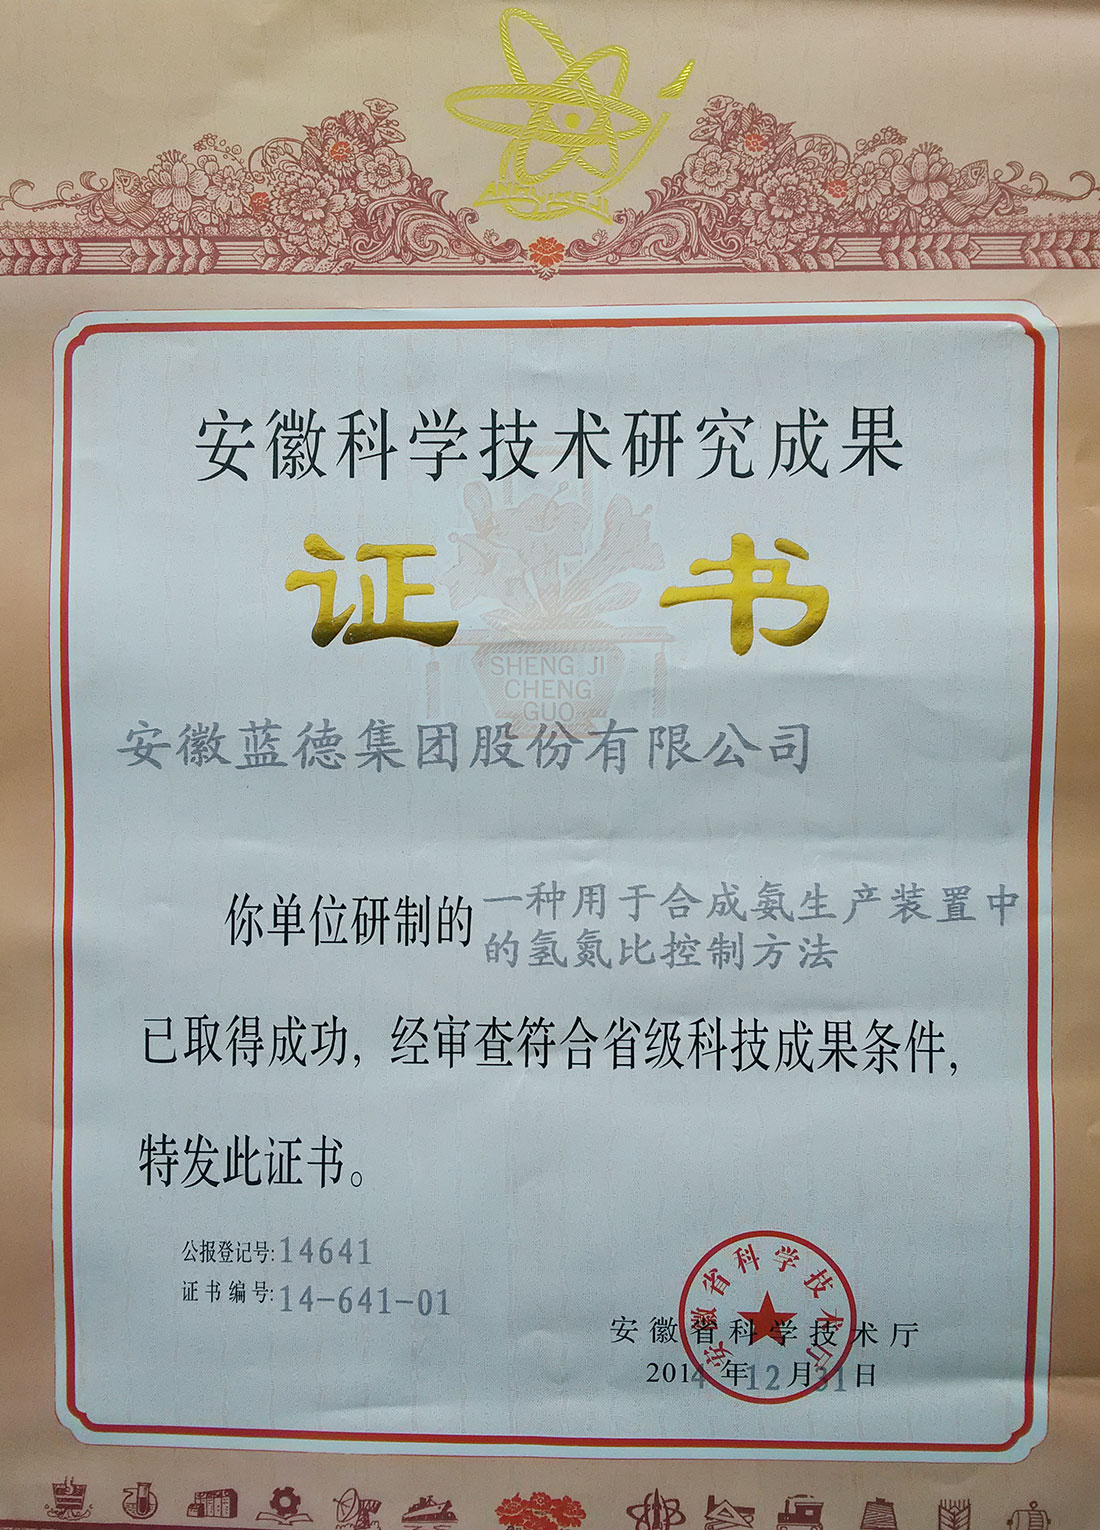 ANHUIKEJI
安徽科学技术研究成果
证书
SHENG JI
CHENG
GUO
安徽蓝德集团股份有限公司
你单位研制的
一种用于合成氨生产装置中
的氢氮比控制方法
已取得成功，经审查符合省级科技成果条件，
特发此证书。
公报登记号:14641
证书编号:14-641-01
安徽省科学技术厅
安徽省科学技术厅
2014年12月31日